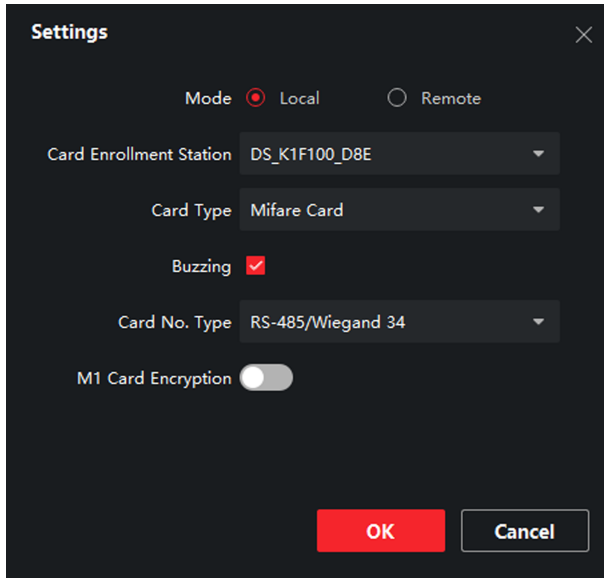 Settings
Mode Local Remote
Card Enrollment Station DS_K1F100_D8E
Card Type Mifare Card
Buzzing
Card No. Type RS-485/Wiegand 34
M1 Card Encryption
OK Cancel